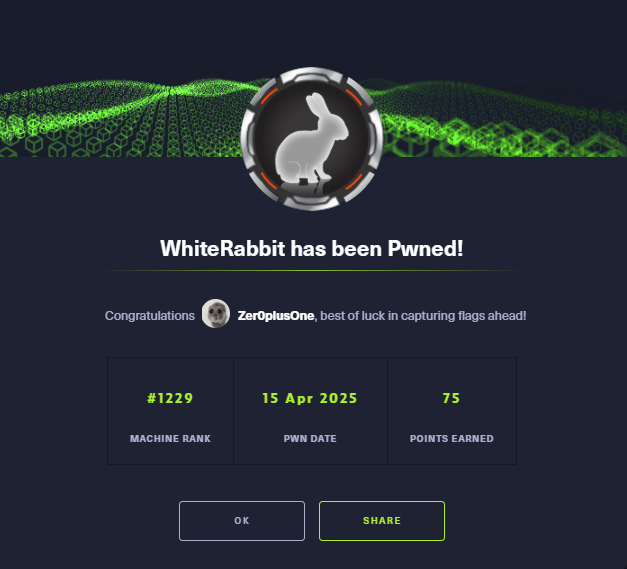 WhiteRabbit has been Pwned!
Congratulations Zer0plusOne, best of luck in capturing flags ahead!
#1229 15 Apr 2025 75
MACHINE RANK PWN DATE POINTS EARNED
OK SHARE